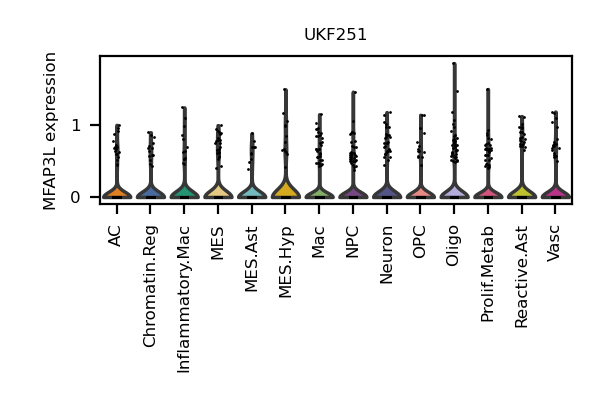 UKF251
MFAP3L expression
1
0
AC
Chromatin.Reg
Inflammatory.Mac
MES
MES.Ast
MES.Hyp
Mac
NPC
Neuron
OPC
Oligo
Prolif.Metab
Reactive.Ast
Vasc